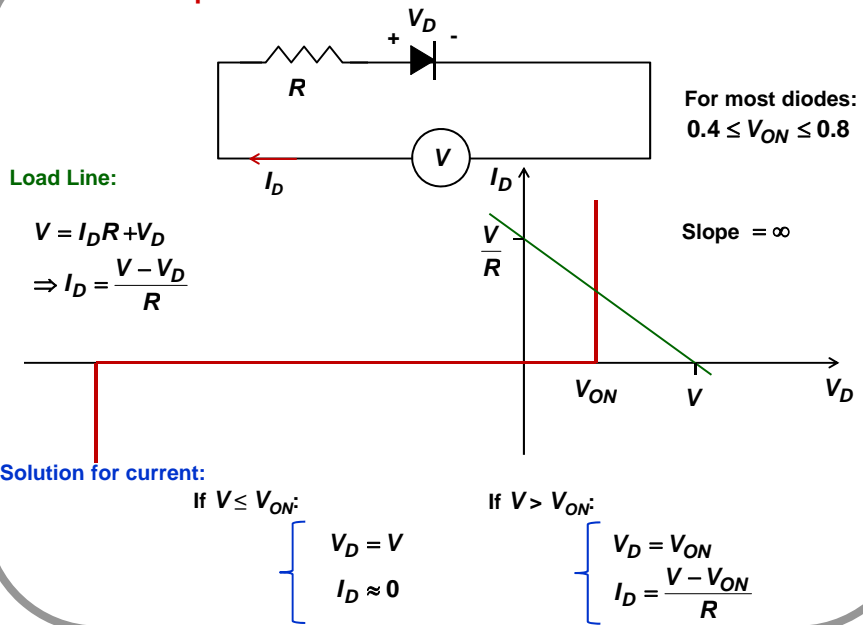 V_D
+ -
R
For most diodes:
0.4 ≤ V_ON ≤ 0.8
V
I_D
Load Line:
V = I_D R + V_D
⇒ I_D = (V − V_D) / R
I_D
V/R
Slope = ∞
V_ON
V
V_D
Solution for current:
If V ≤ V_ON:
V_D = V
I_D ≈ 0
If V > V_ON:
V_D = V_ON
I_D = (V − V_ON) / R